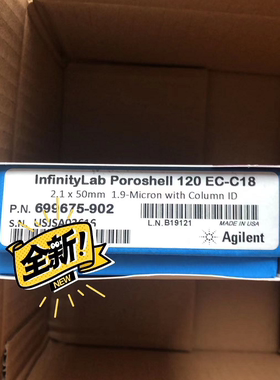 InfinityLab Poroshell 120 EC-C18
2.1 x 50mm 1.9-Micron with Column ID
P.N. 699675-902
S.N.
L.N.B19121
MADE IN USA
Agilent
全新!